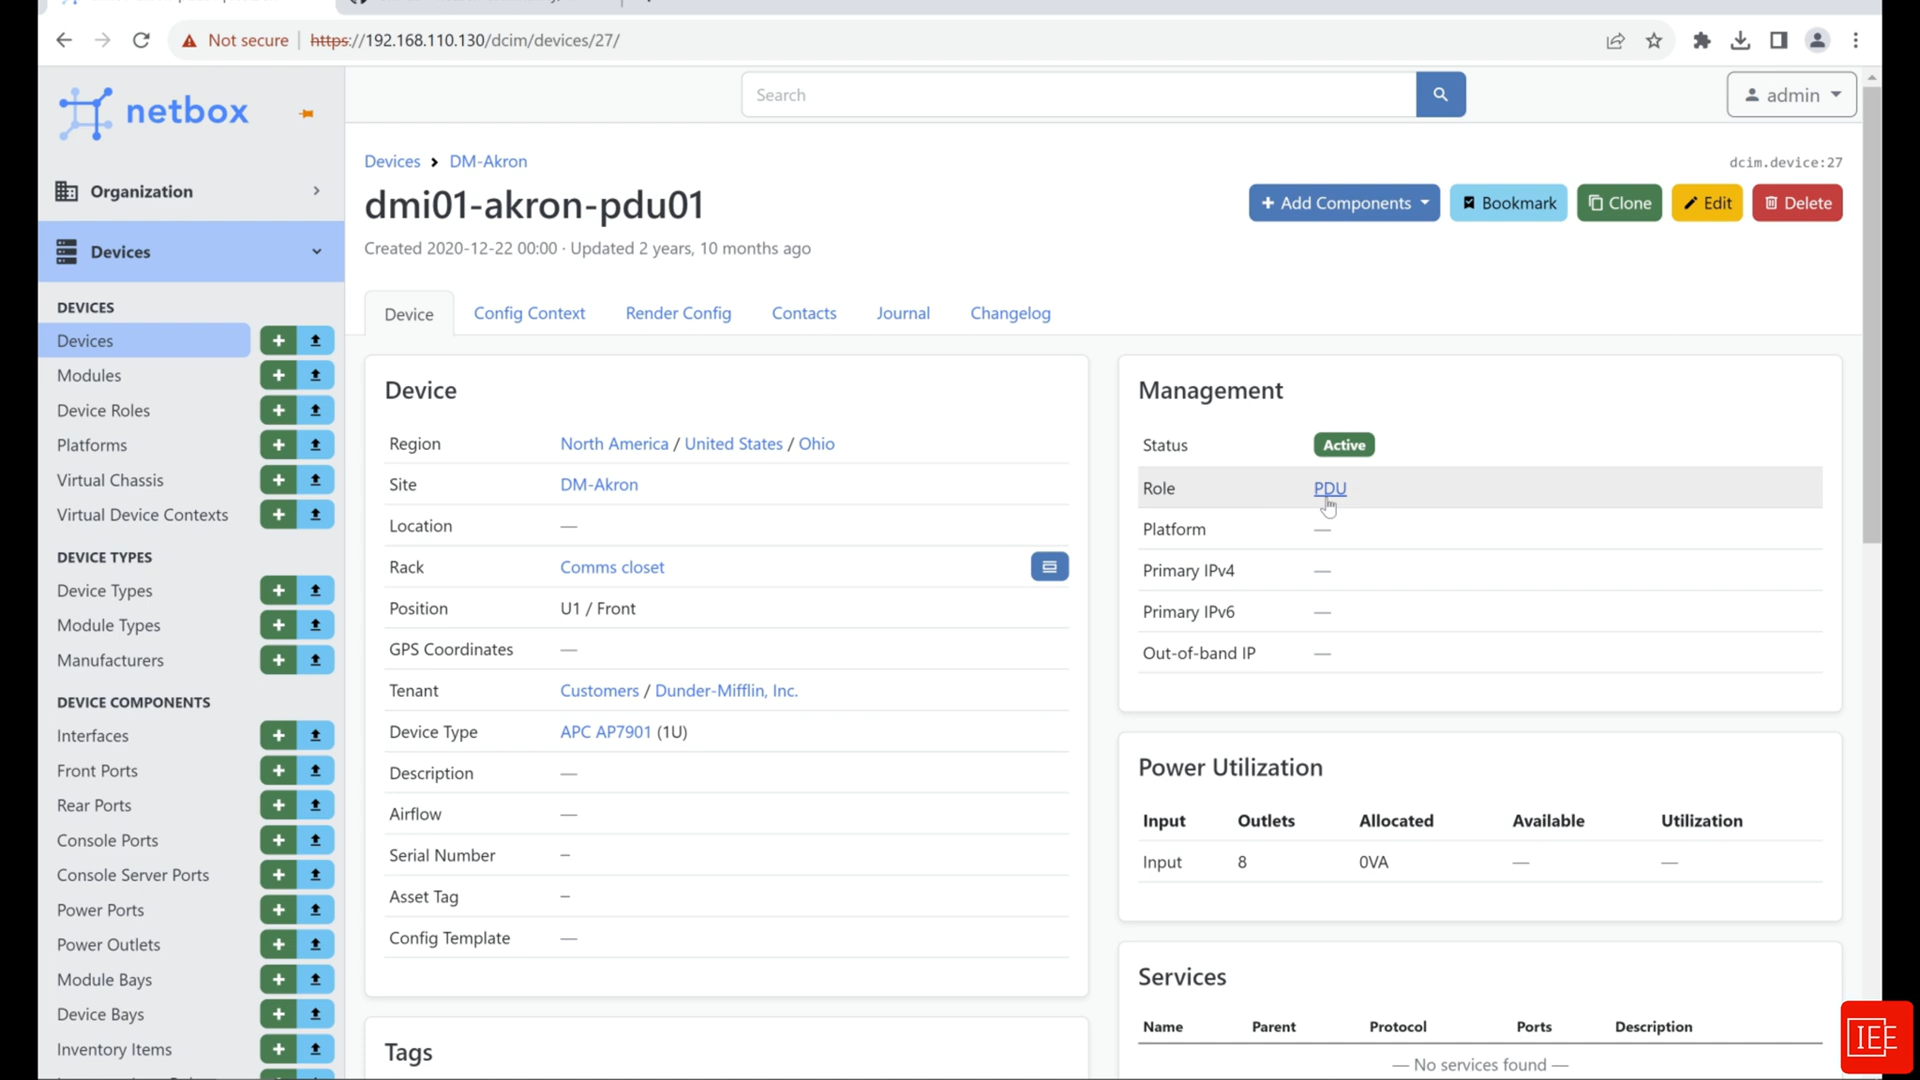 Not secure https://192.168.110.130/dcim/devices/27/
netbox
Search
admin
Organization
Devices
DEVICES
Devices
Modules
Device Roles
Platforms
Virtual Chassis
Virtual Device Contexts
DEVICE TYPES
Device Types
Module Types
Manufacturers
DEVICE COMPONENTS
Interfaces
Front Ports
Rear Ports
Console Ports
Console Server Ports
Power Ports
Power Outlets
Module Bays
Device Bays
Inventory Items
Devices > DM-Akron
dcim.device:27
dmi01-akron-pdu01
+ Add Components Bookmark Clone Edit Delete
Created 2020-12-22 00:00 · Updated 2 years, 10 months ago
Device Config Context Render Config Contacts Journal Changelog
Device
Region North America / United States / Ohio
Site DM-Akron
Location —
Rack Comms closet
Position U1 / Front
GPS Coordinates —
Tenant Customers / Dunder-Mifflin, Inc.
Device Type APC AP7901 (1U)
Description —
Airflow —
Serial Number –
Asset Tag –
Config Template —
Tags
Management
Status Active
Role PDU
Platform —
Primary IPv4 —
Primary IPv6 —
Out-of-band IP —
Power Utilization
Input Outlets Allocated Available Utilization
Input 8 0VA — —
Services
Name Parent Protocol Ports Description
— No services found —
IEE